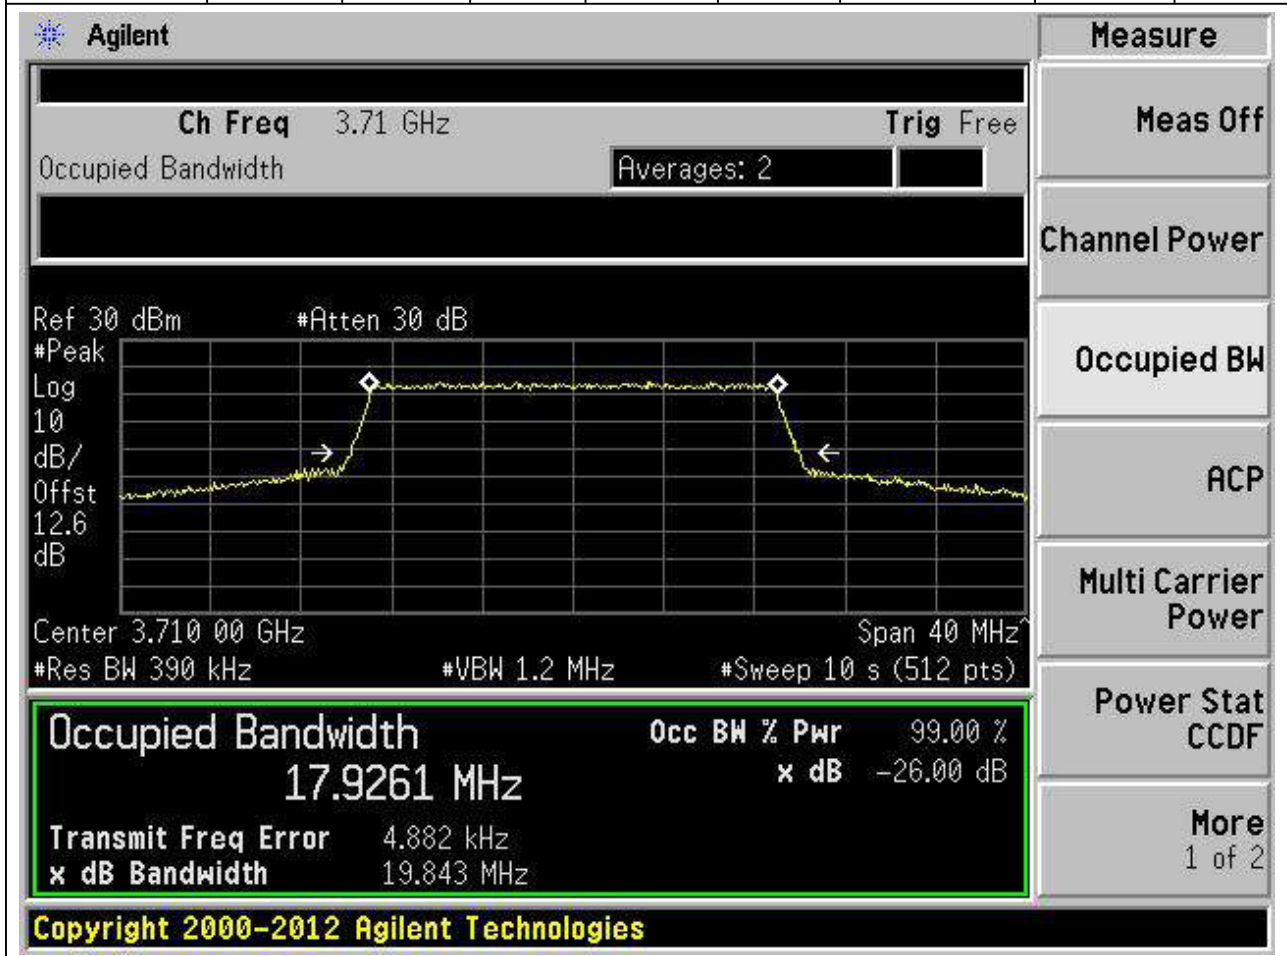 Agilent
Measure
Ch Freq 3.71 GHz Trig Free
Occupied Bandwidth Averages: 2
Meas Off
Channel Power
Occupied BW
ACP
Multi Carrier
Power
Power Stat
CCDF
More
1 of 2
Ref 30 dBm #Atten 30 dB
#Peak
Log
10
dB/
Offst
12.6
dB
Center 3.710 00 GHz Span 40 MHz^
#Res BW 390 kHz #VBW 1.2 MHz #Sweep 10 s (512 pts)
Occupied Bandwidth
17.9261 MHz
Occ BW % Pwr 99.00 %
x dB -26.00 dB
Transmit Freq Error 4.882 kHz
x dB Bandwidth 19.843 MHz
Copyright 2000-2012 Agilent Technologies